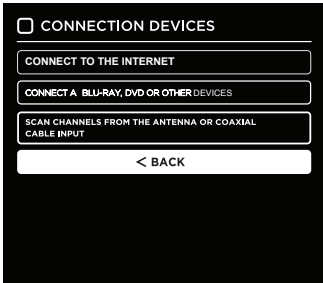 CONNECTION DEVICES
CONNECT TO THE INTERNET
CONNECT A BLU-RAY, DVD OR OTHER DEVICES
SCAN CHANNELS FROM THE ANTENNA OR COAXIAL
CABLE INPUT
< BACK